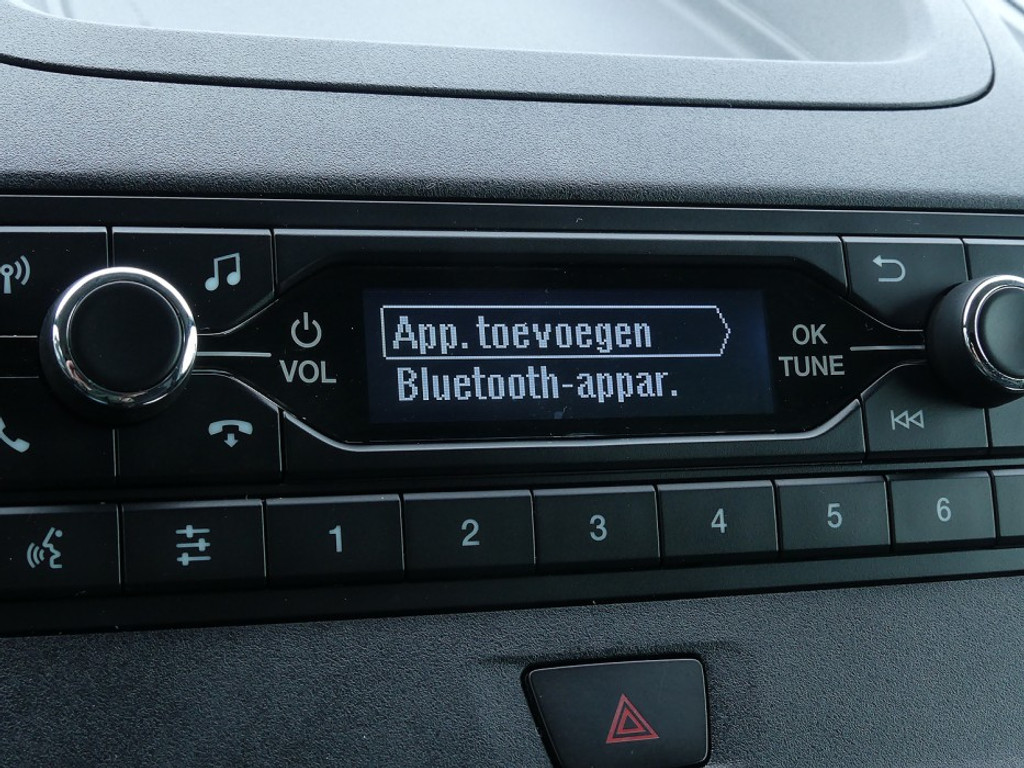 App. toevoegen
Bluetooth-appar.
VOL
OK
TUNE
1 2 3 4 5 6